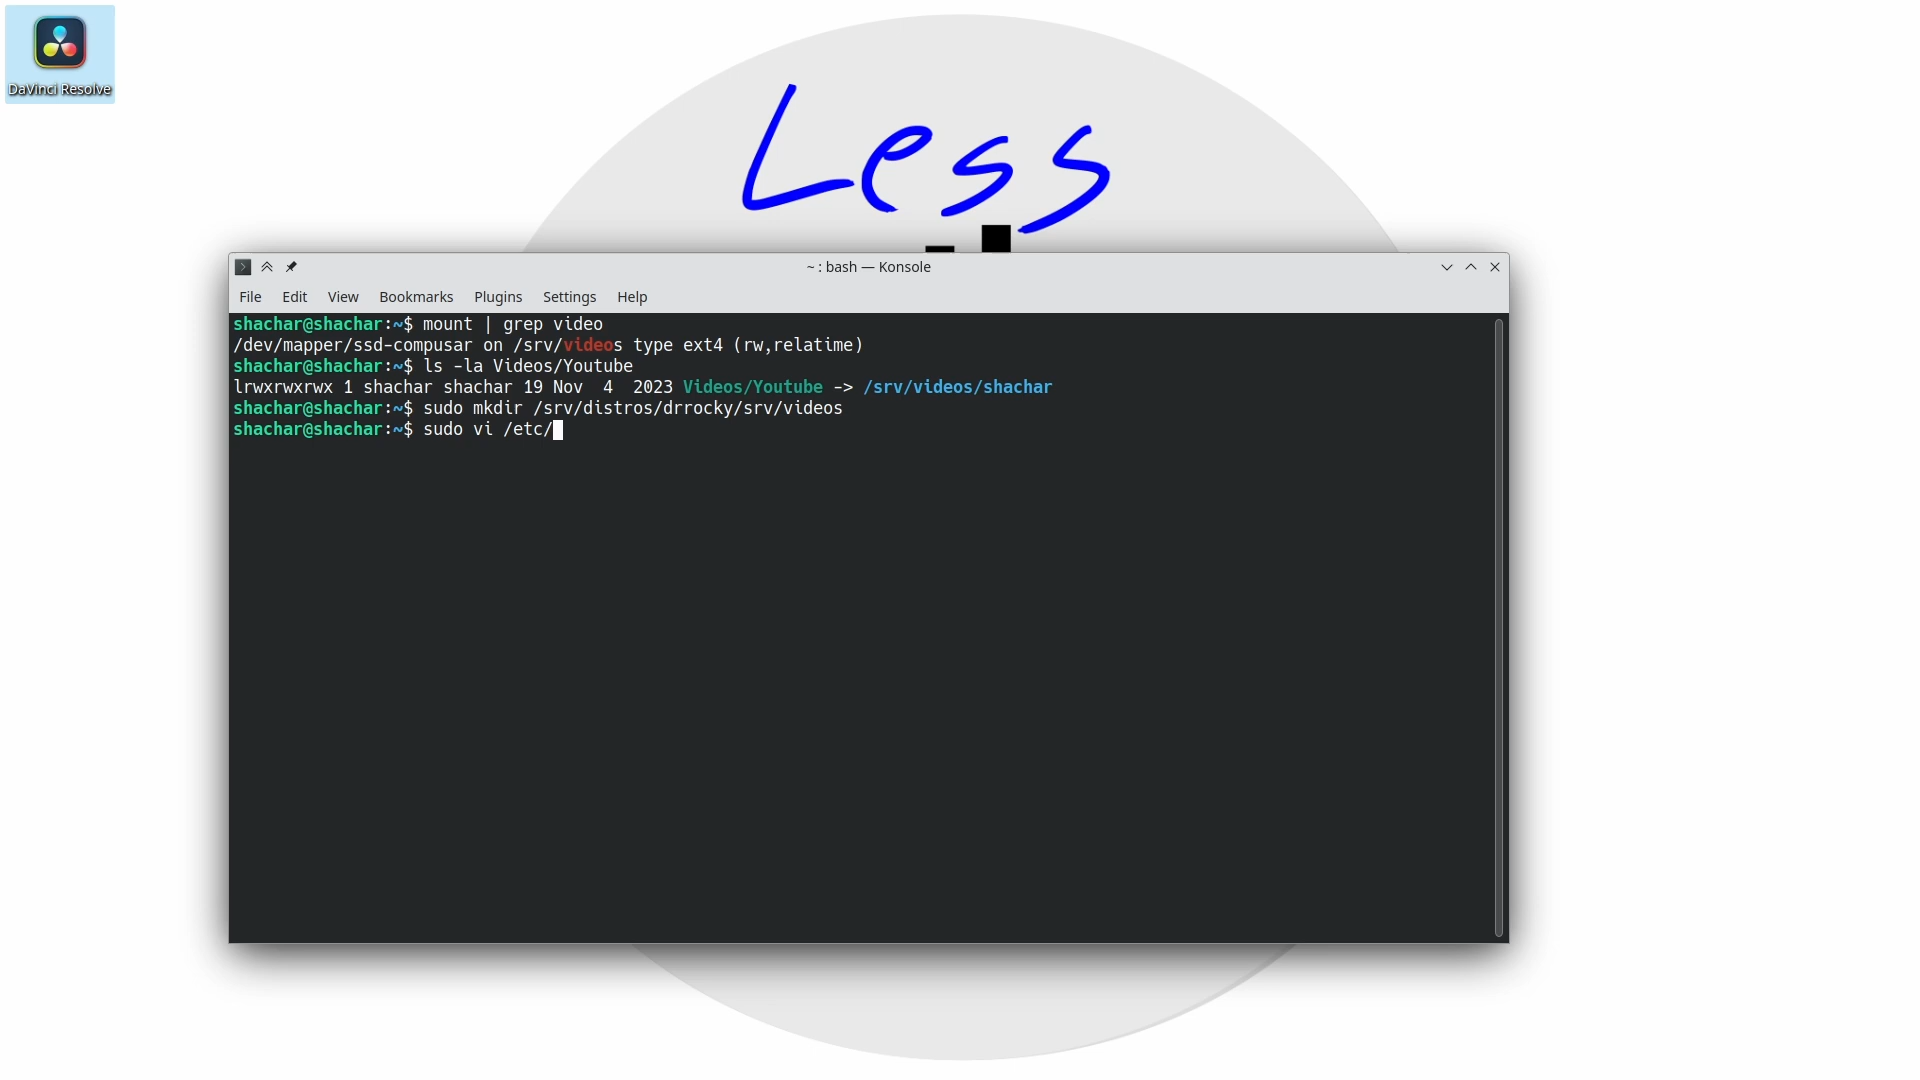 DaVinci Resolve
Less
~ : bash — Konsole
File Edit View Bookmarks Plugins Settings Help
shachar@shachar:~$ mount | grep video
/dev/mapper/ssd-compusar on /srv/videos type ext4 (rw,relatime)
shachar@shachar:~$ ls -la Videos/Youtube
lrwxrwxrwx 1 shachar shachar 19 Nov  4  2023 Videos/Youtube -> /srv/videos/shachar
shachar@shachar:~$ sudo mkdir /srv/distros/drrocky/srv/videos
shachar@shachar:~$ sudo vi /etc/